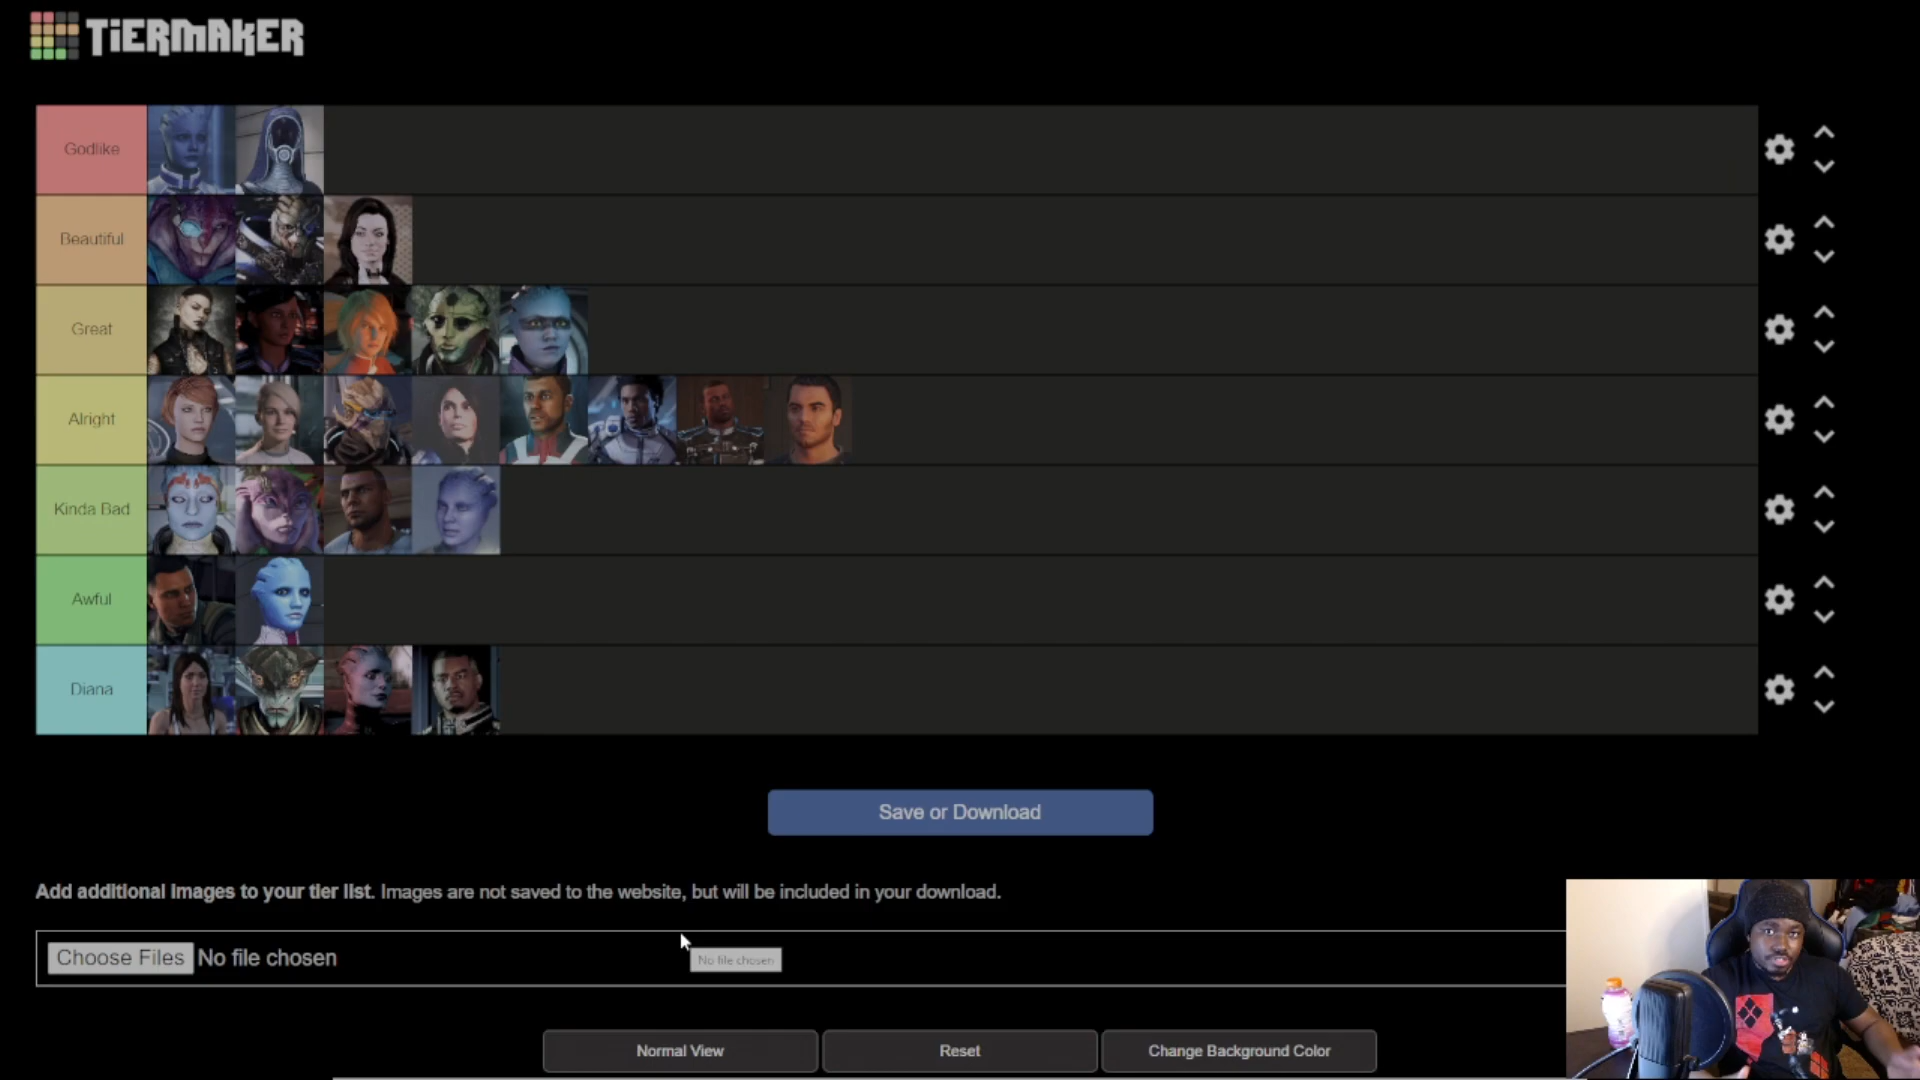 TiERMAKER
Godlike
Beautiful
Great
Alright
Kinda Bad
Awful
Diana
Save or Download
Add additional images to your tier list. Images are not saved to the website, but will be included in your download.
Choose Files No file chosen
No file chosen
Normal View
Reset
Change Background Color